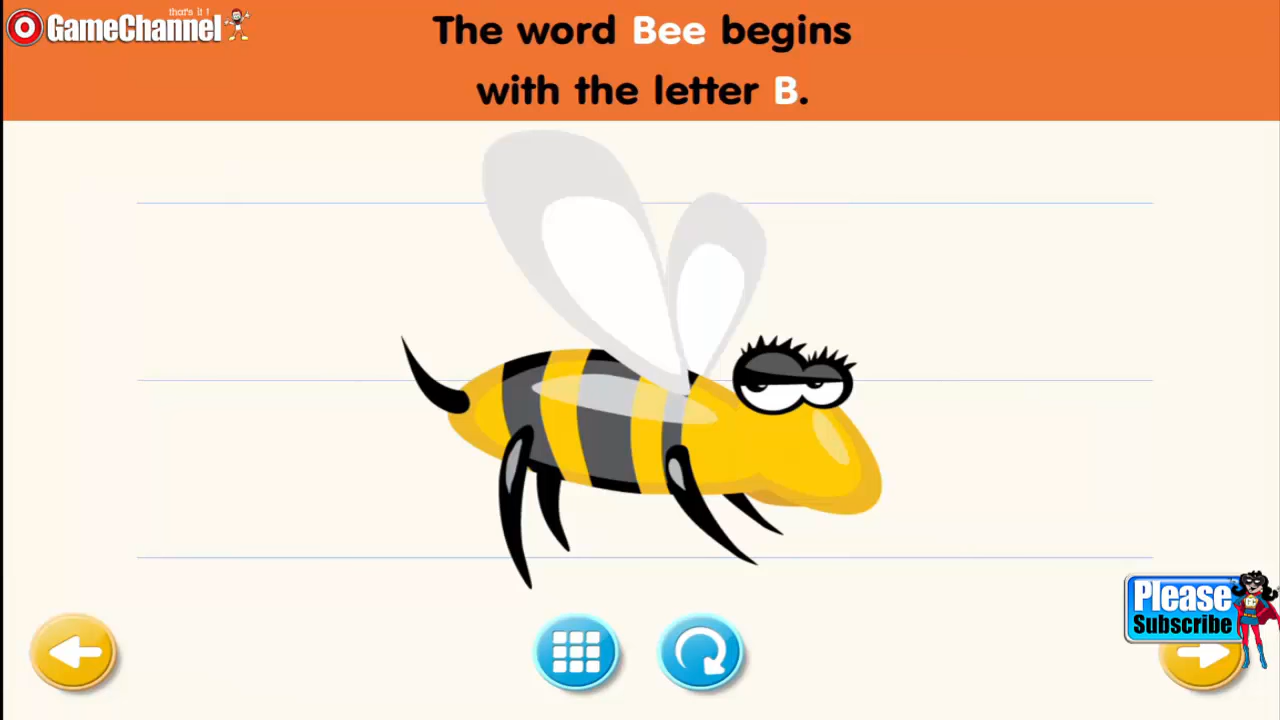 that's it !
GameChannel
The word Bee begins
with the letter B.
Please
Subscribe